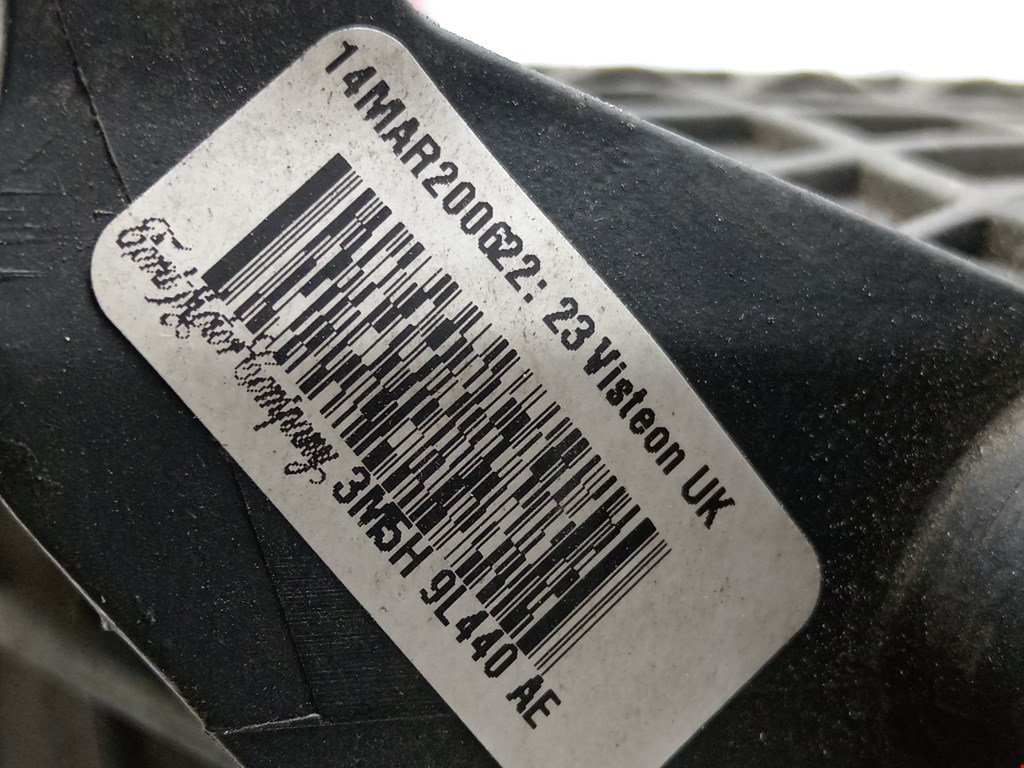 14MAR200622:23 Visteon UK
Ford Motor Company, 3M5H 9L440 AE